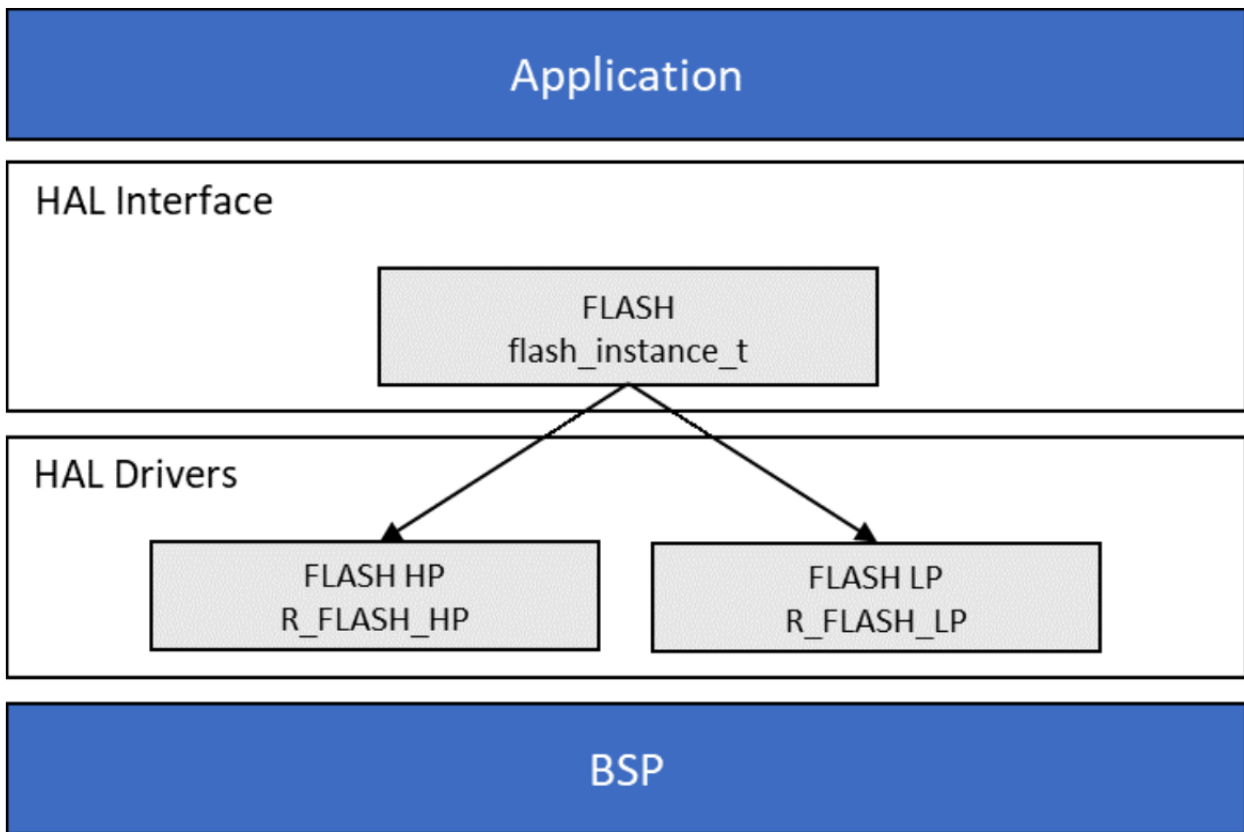 Application
HAL Interface
FLASH
flash_instance_t
HAL Drivers
FLASH HP
R_FLASH_HP
FLASH LP
R_FLASH_LP
BSP